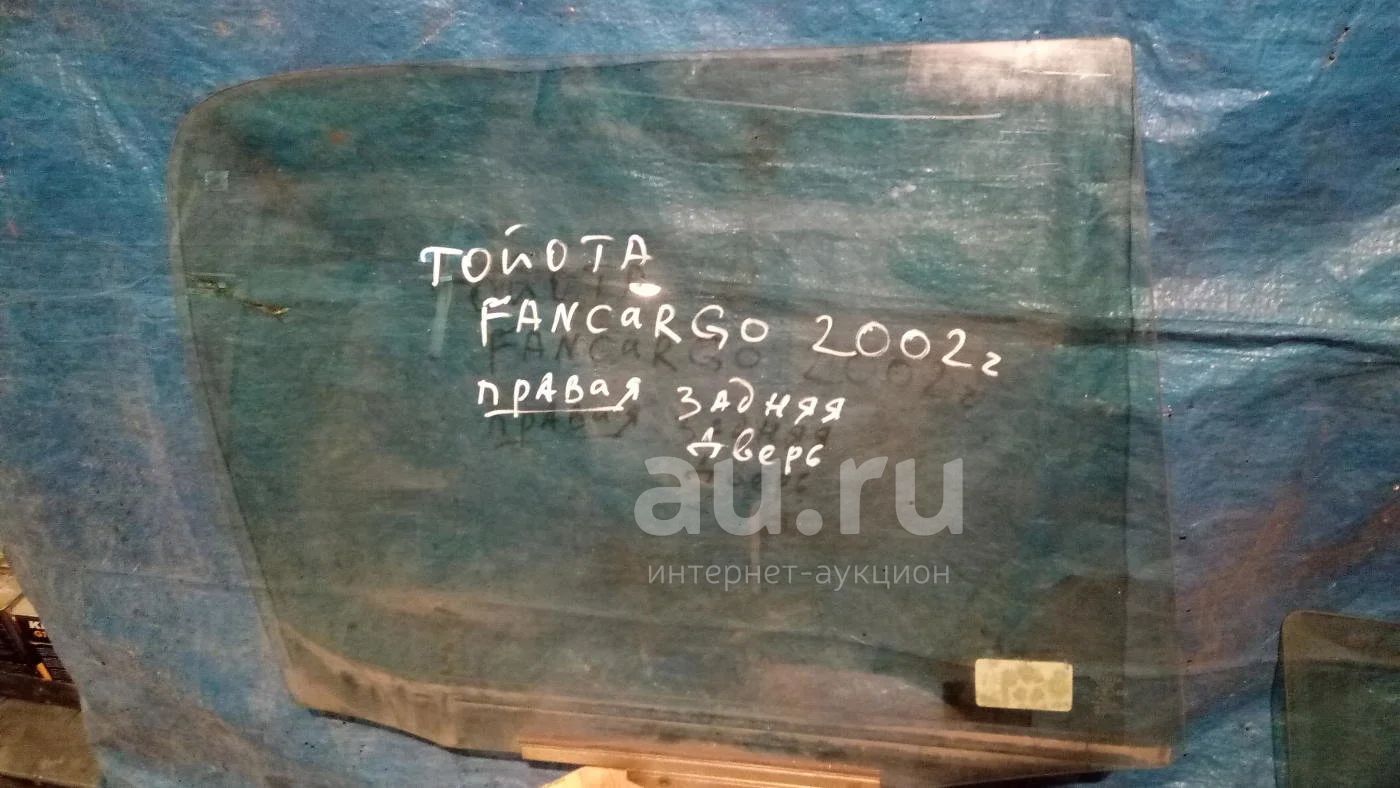 ТОЙОТА
FANCaRGO 2002г
правая задняя
дверь
au.ru
интернет-аукцион